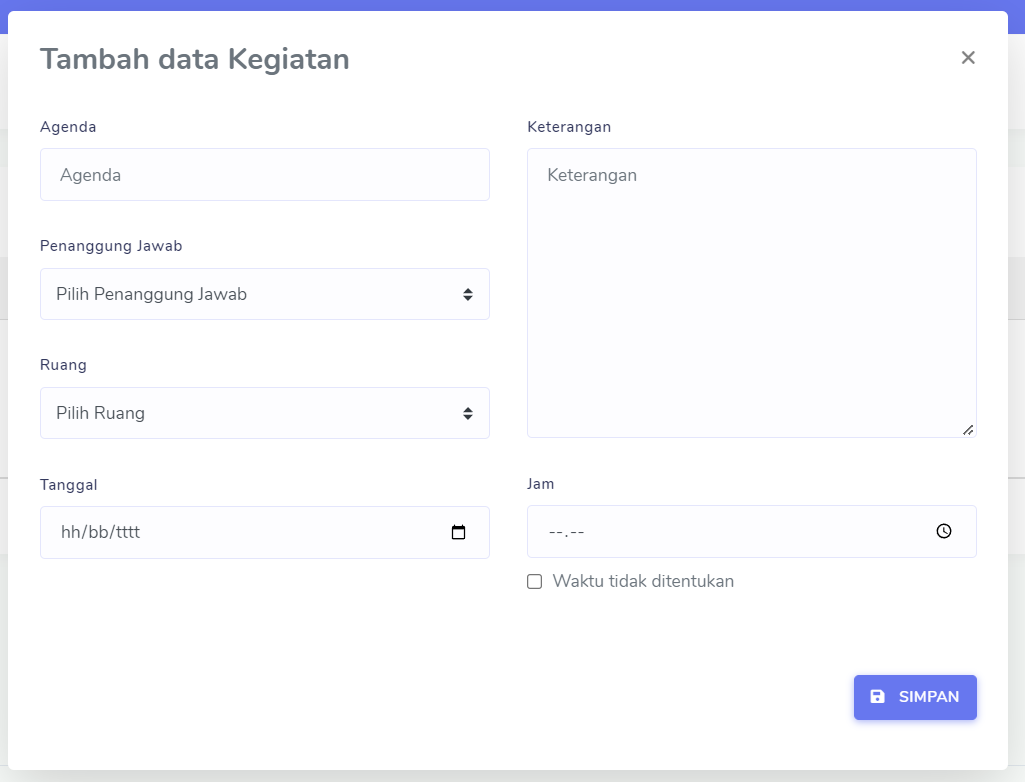 Tambah data Kegiatan
Agenda
Agenda
Penanggung Jawab
Pilih Penanggung Jawab
Ruang
Pilih Ruang
Tanggal
hh/bb/tttt
Keterangan
Keterangan
Jam
--.--
Waktu tidak ditentukan
SIMPAN